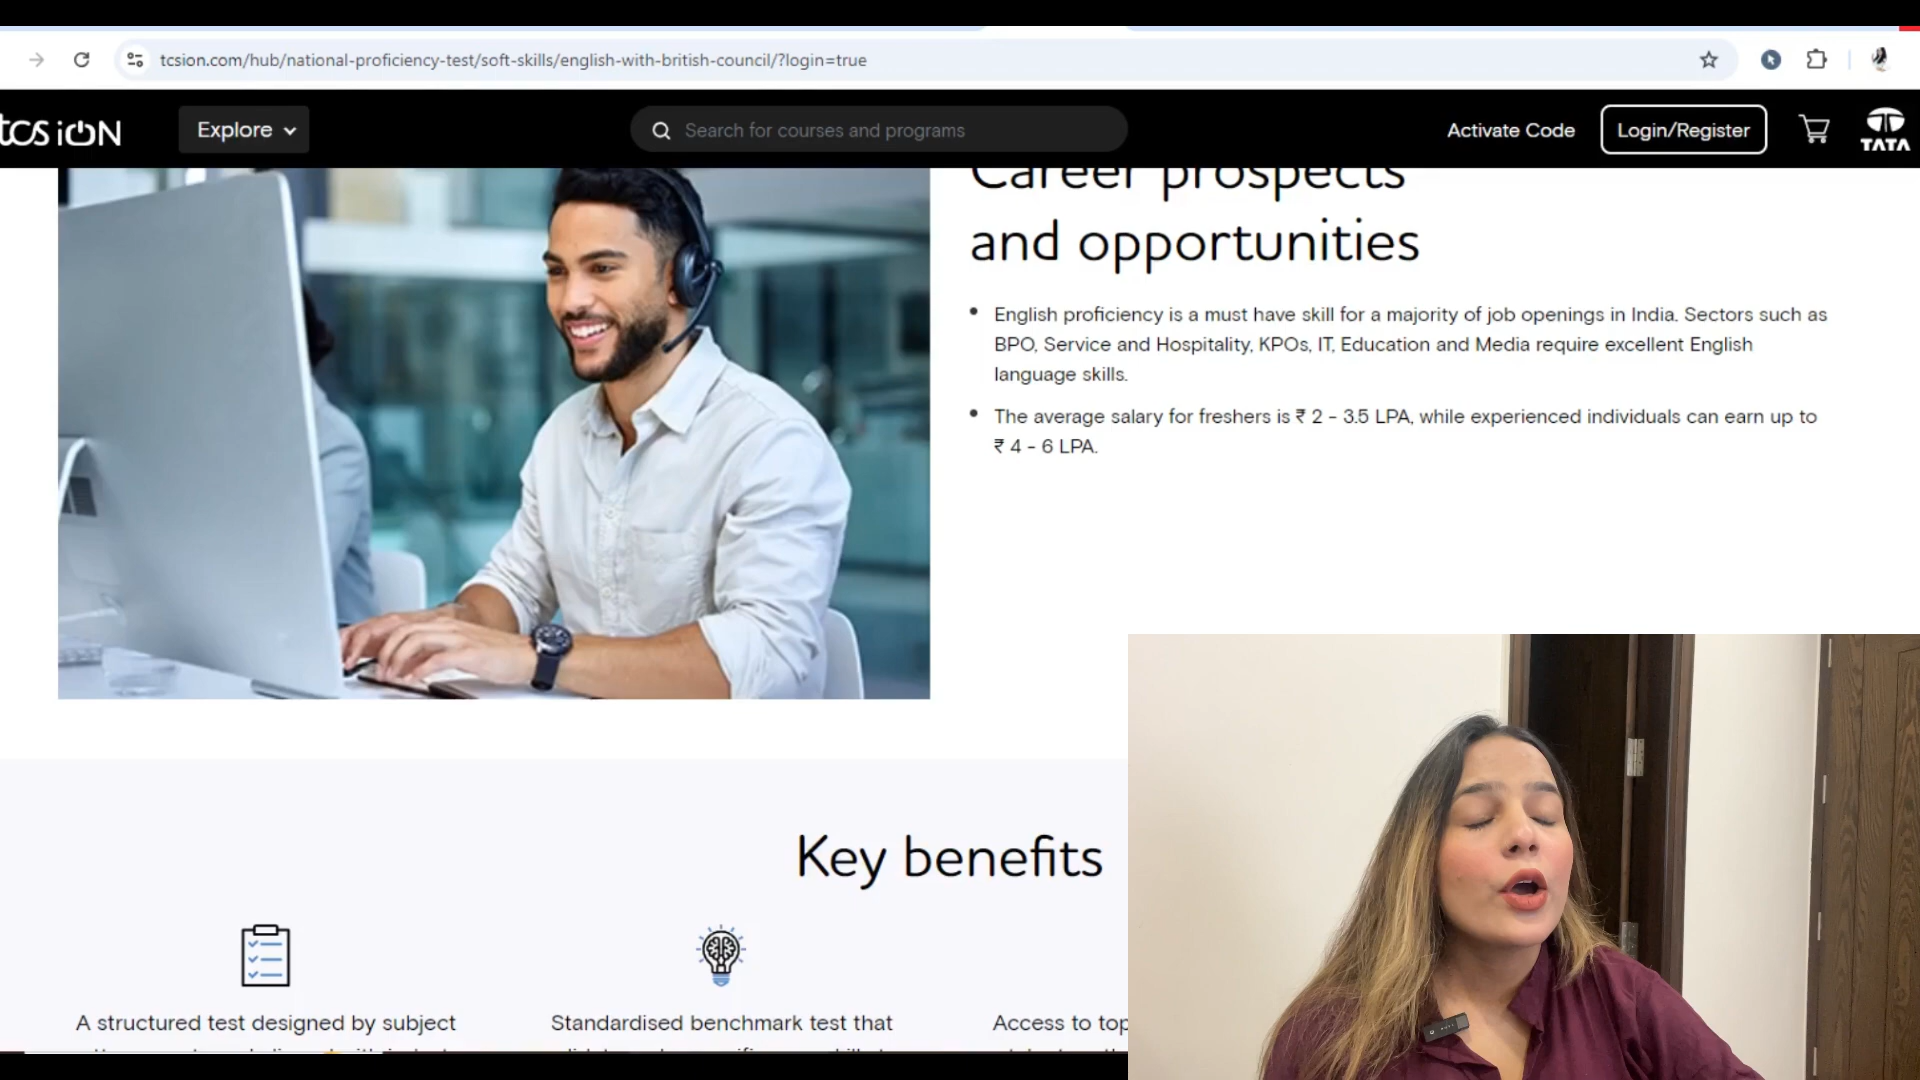 tcsion.com/hub/national-proficiency-test/soft-skills/english-with-british-council/?login=true
tcs iON
Explore
Search for courses and programs
Activate Code
Login/Register
TATA
Career prospects
and opportunities
English proficiency is a must have skill for a majority of job openings in India. Sectors such as
BPO, Service and Hospitality, KPOs, IT, Education and Media require excellent English
language skills.
The average salary for freshers is ₹ 2 - 3.5 LPA, while experienced individuals can earn up to
₹ 4 - 6 LPA.
Key benefits
A structured test designed by subject
Standardised benchmark test that
Access to top